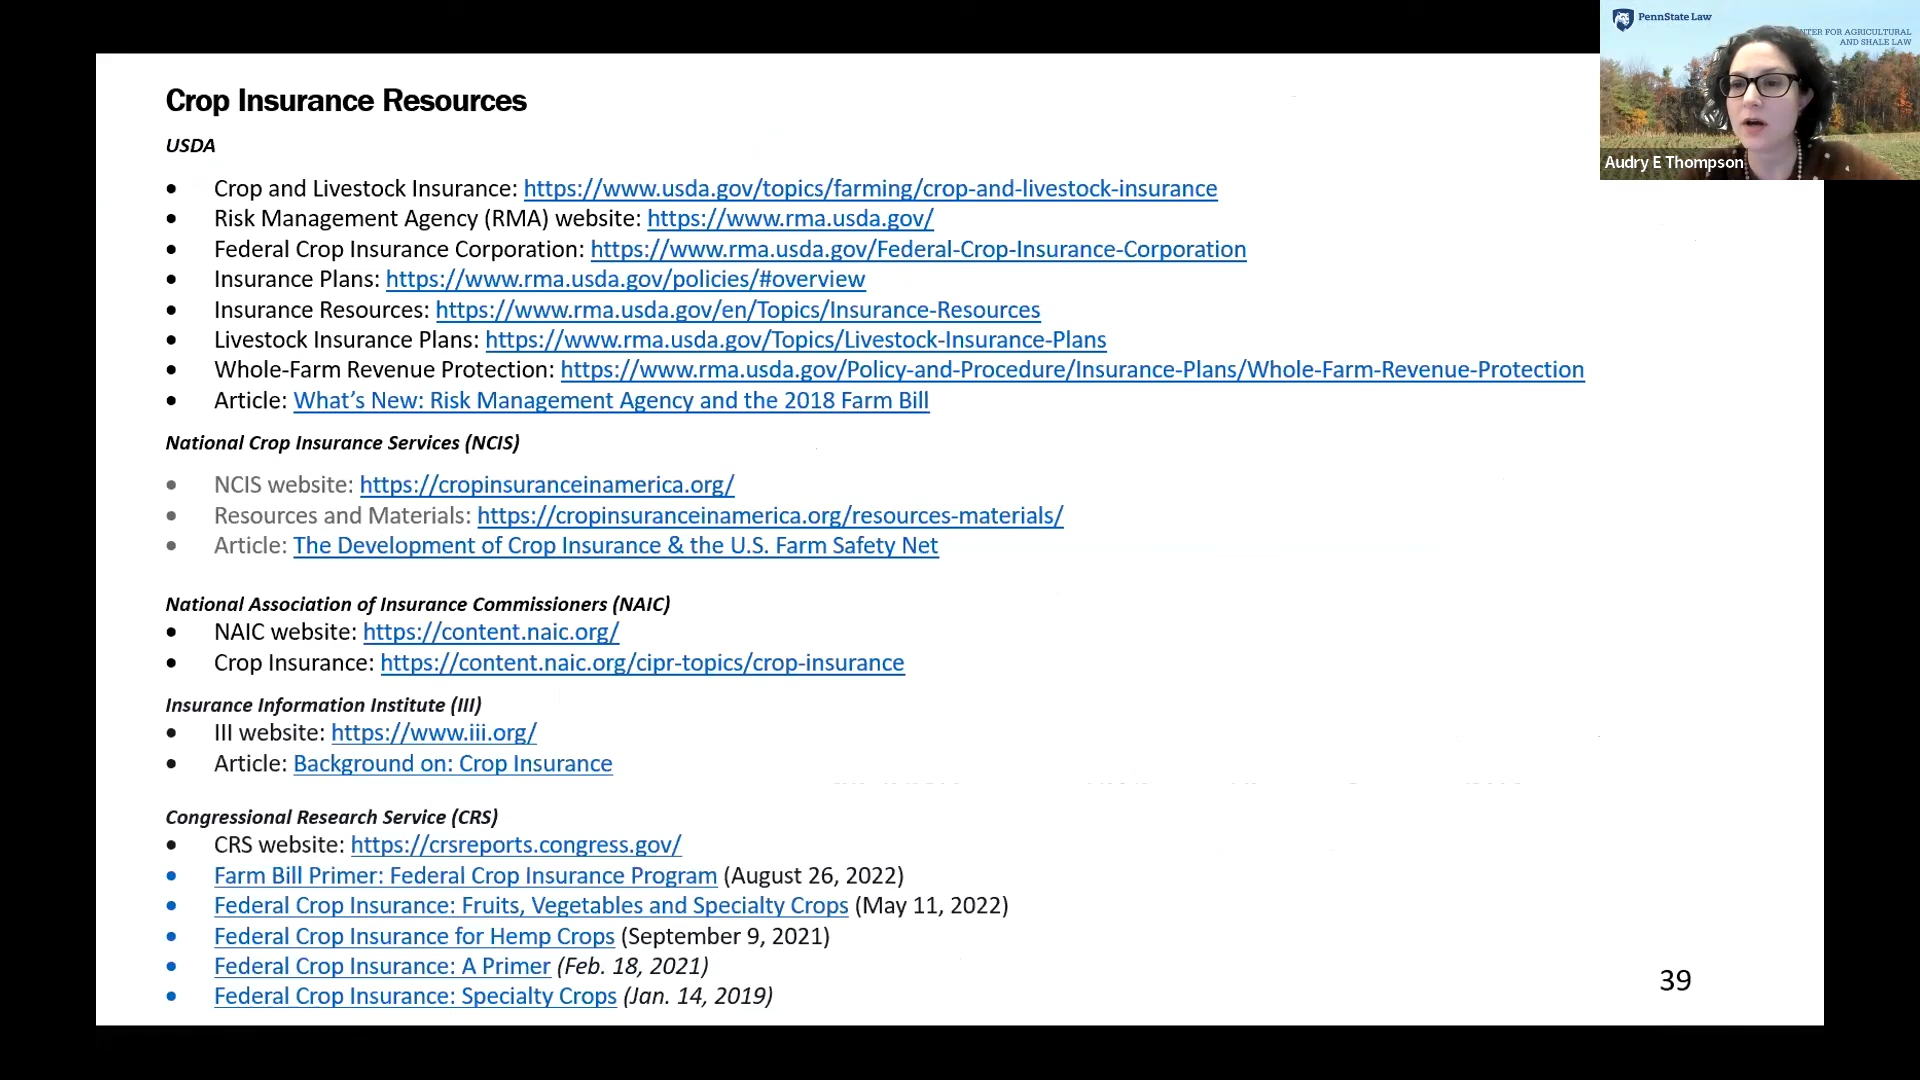 PennState Law
NTER FOR AGRICULTURAL
AND SHALE LAW
Audry E Thompson
Crop Insurance Resources
USDA
• Crop and Livestock Insurance: https://www.usda.gov/topics/farming/crop-and-livestock-insurance
• Risk Management Agency (RMA) website: https://www.rma.usda.gov/
• Federal Crop Insurance Corporation: https://www.rma.usda.gov/Federal-Crop-Insurance-Corporation
• Insurance Plans: https://www.rma.usda.gov/policies/#overview
• Insurance Resources: https://www.rma.usda.gov/en/Topics/Insurance-Resources
• Livestock Insurance Plans: https://www.rma.usda.gov/Topics/Livestock-Insurance-Plans
• Whole-Farm Revenue Protection: https://www.rma.usda.gov/Policy-and-Procedure/Insurance-Plans/Whole-Farm-Revenue-Protection
• Article: What’s New: Risk Management Agency and the 2018 Farm Bill
National Crop Insurance Services (NCIS)
• NCIS website: https://cropinsuranceinamerica.org/
• Resources and Materials: https://cropinsuranceinamerica.org/resources-materials/
• Article: The Development of Crop Insurance & the U.S. Farm Safety Net
National Association of Insurance Commissioners (NAIC)
• NAIC website: https://content.naic.org/
• Crop Insurance: https://content.naic.org/cipr-topics/crop-insurance
Insurance Information Institute (III)
• III website: https://www.iii.org/
• Article: Background on: Crop Insurance
Congressional Research Service (CRS)
• CRS website: https://crsreports.congress.gov/
• Farm Bill Primer: Federal Crop Insurance Program (August 26, 2022)
• Federal Crop Insurance: Fruits, Vegetables and Specialty Crops (May 11, 2022)
• Federal Crop Insurance for Hemp Crops (September 9, 2021)
• Federal Crop Insurance: A Primer (Feb. 18, 2021)
• Federal Crop Insurance: Specialty Crops (Jan. 14, 2019)
39